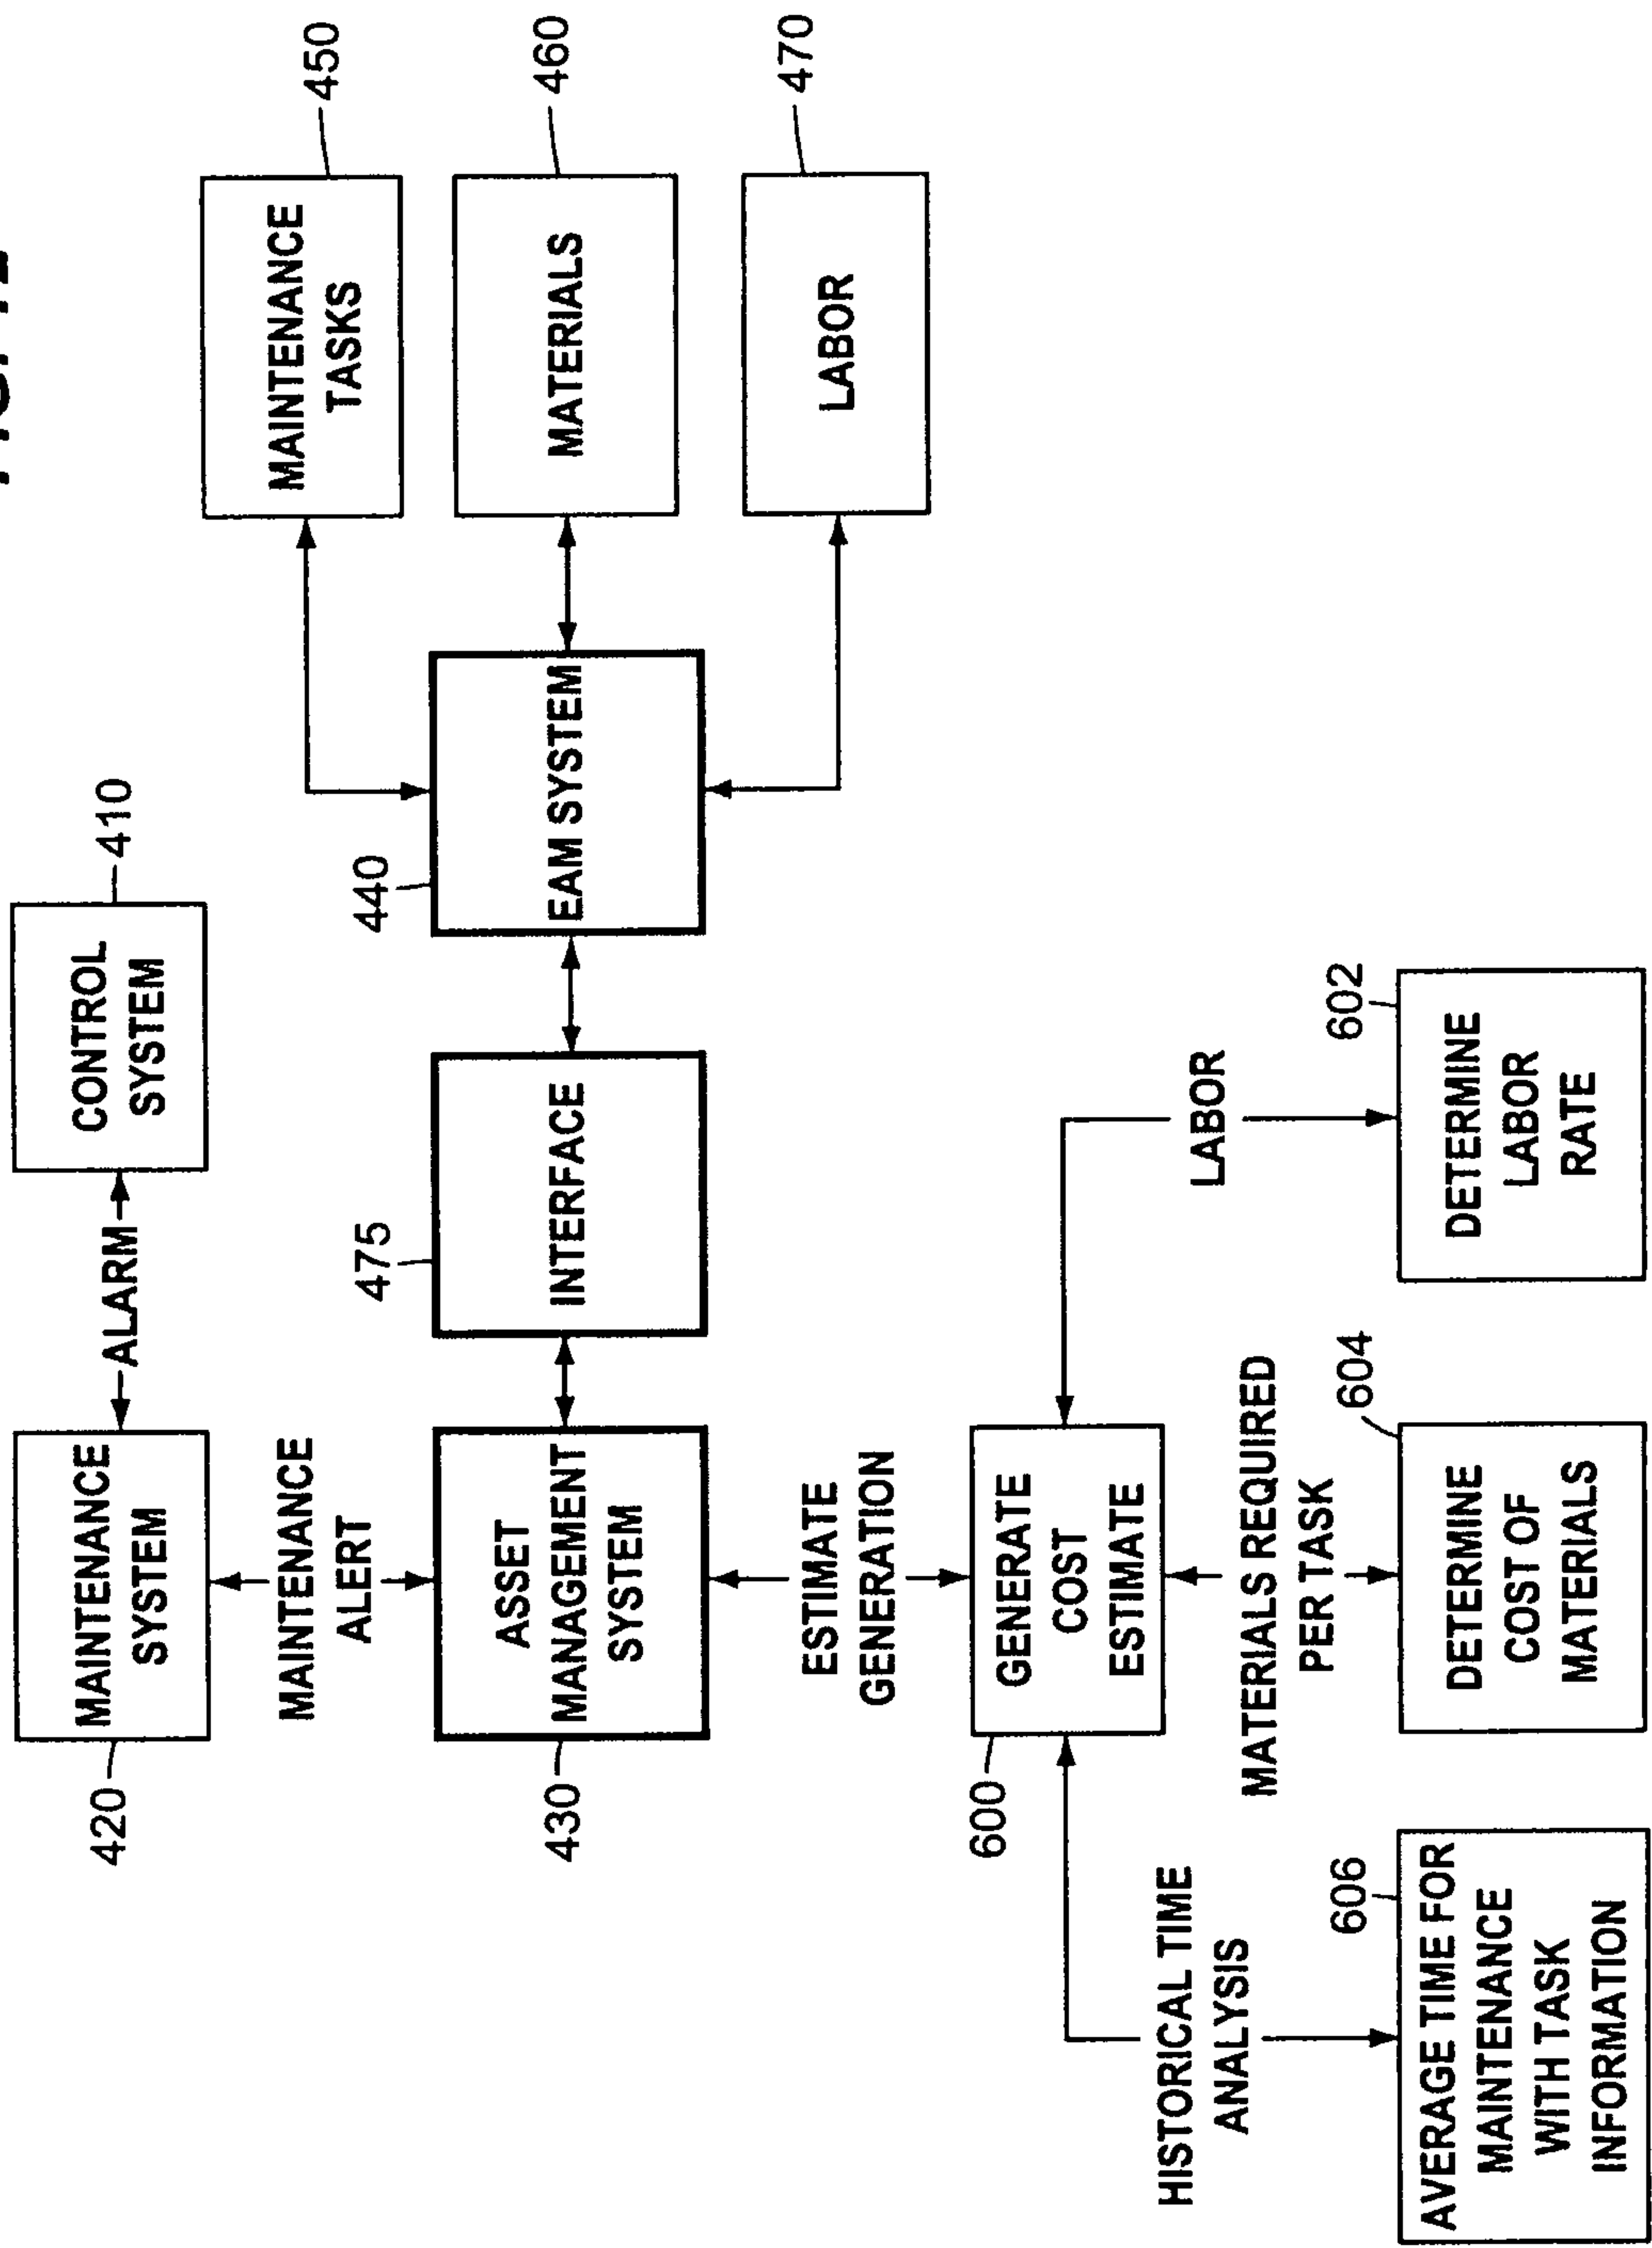 420
MAINTENANCE
SYSTEM
ALARM
CONTROL
SYSTEM
410
MAINTENANCE
ALERT
430
ASSET
MANAGEMENT
SYSTEM
475
INTERFACE
440
EAM SYSTEM
MAINTENANCE
TASKS
450
MATERIALS
460
LABOR
470
ESTIMATE
GENERATION
600
GENERATE
COST
ESTIMATE
HISTORICAL TIME
ANALYSIS
MATERIALS REQUIRED
PER TASK
LABOR
606
AVERAGE TIME FOR
MAINTENANCE
WITH TASK
INFORMATION
604
DETERMINE
COST OF
MATERIALS
602
DETERMINE
LABOR
RATE